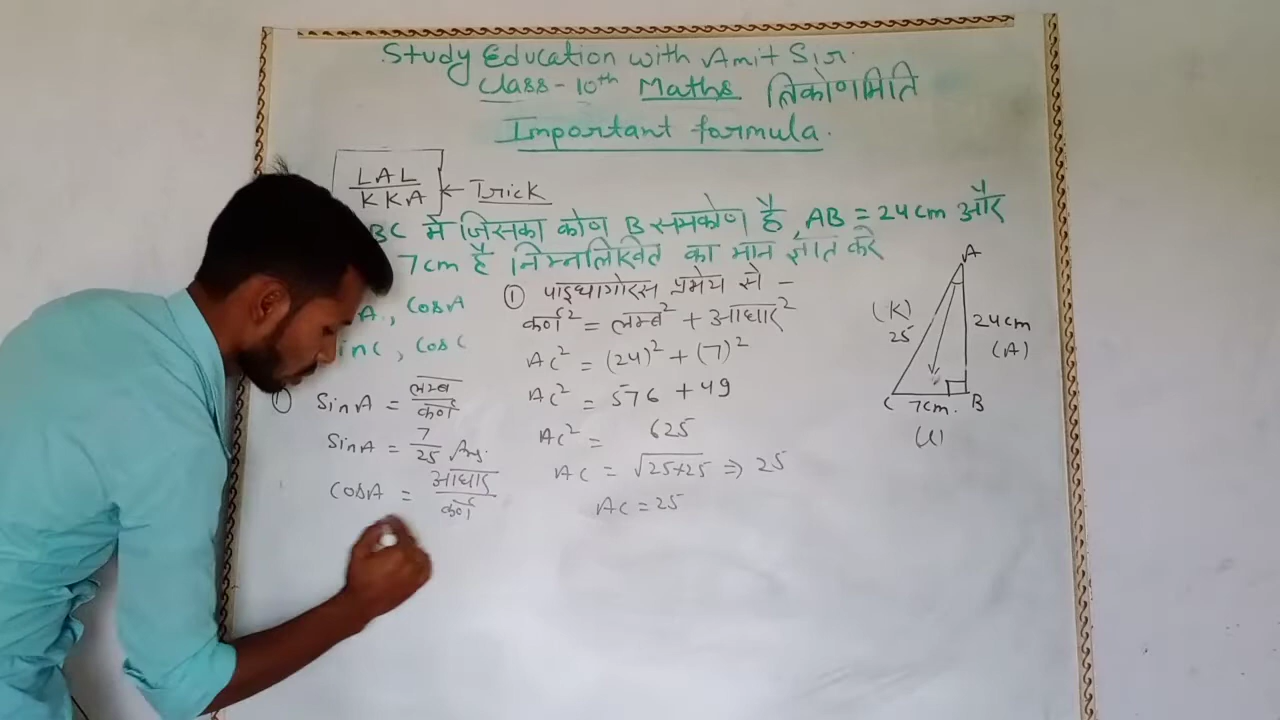 Study Education with Amit Sir.
Class-10th Maths त्रिकोणमिति
Important formula.
LAL
KKA
← Trick
BC में जिसका कोण B समकोण है, AB = 24cm और
7cm है निम्नलिखित का मान ज्ञात करे
A, CosA
inC, CosC
① पाइथागोरस प्रमेय से -
कर्ण² = लम्ब² + आधार²
AC² = (24)² + (7)²
AC² = 576 + 49
AC² = 625
AC = √25×25 ⇒ 25
AC = 25
SinA = लम्ब/कर्ण
SinA = 7/25 Ans.
CosA = आधार/कर्ण
A
(K)
25
24cm
(A)
C 7cm. B
(L)